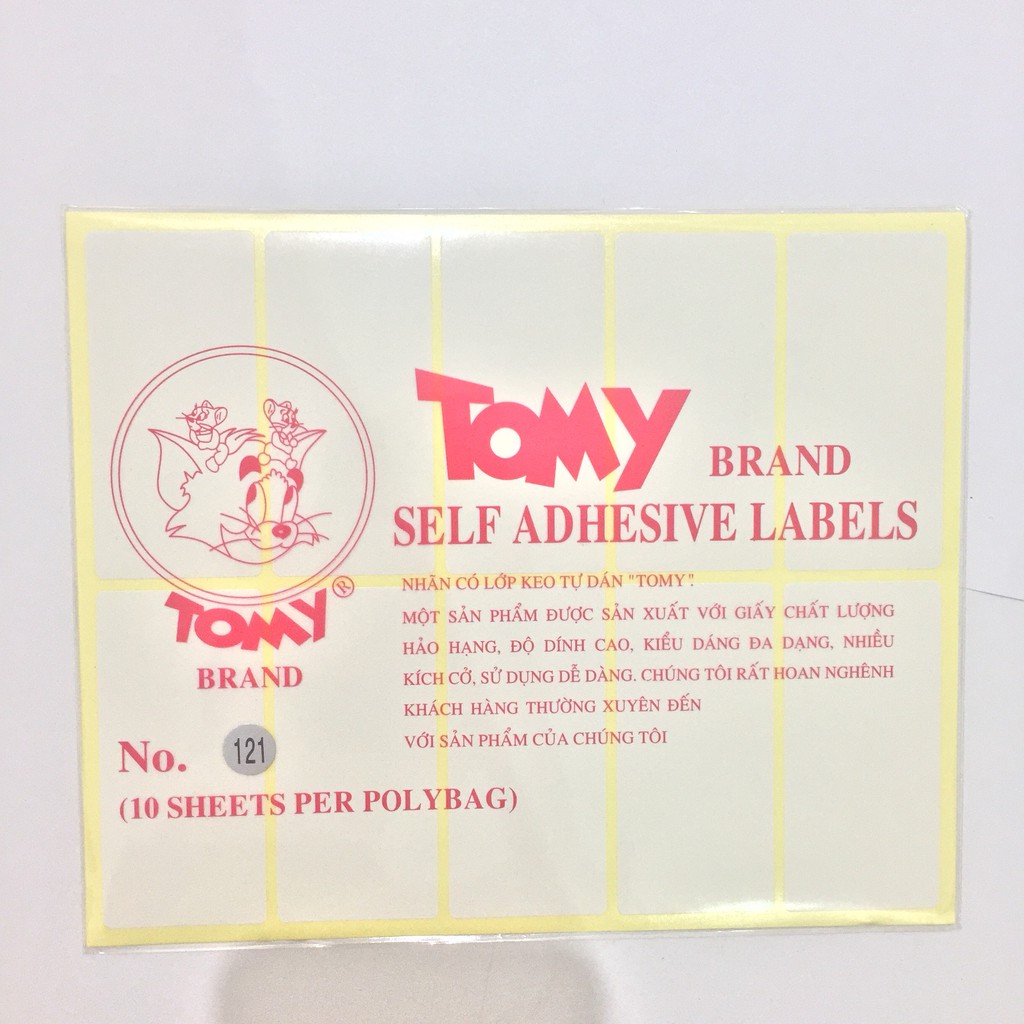 TOMY BRAND
SELF ADHESIVE LABELS
NHÃN CÓ LỚP KEO TỰ DÁN "TOMY".
MỘT SẢN PHẨM ĐƯỢC SẢN XUẤT VỚI GIẤY CHẤT LƯỢNG
HẢO HẠNG, ĐỘ DÍNH CAO, KIỂU DÁNG ĐA DẠNG, NHIỀU
KÍCH CỞ, SỬ DỤNG DỄ DÀNG. CHÚNG TÔI RẤT HOAN NGHÊNH
KHÁCH HÀNG THƯỜNG XUYÊN ĐẾN
VỚI SẢN PHẨM CỦA CHÚNG TÔI
TOMY®
BRAND
No. 121
(10 SHEETS PER POLYBAG)